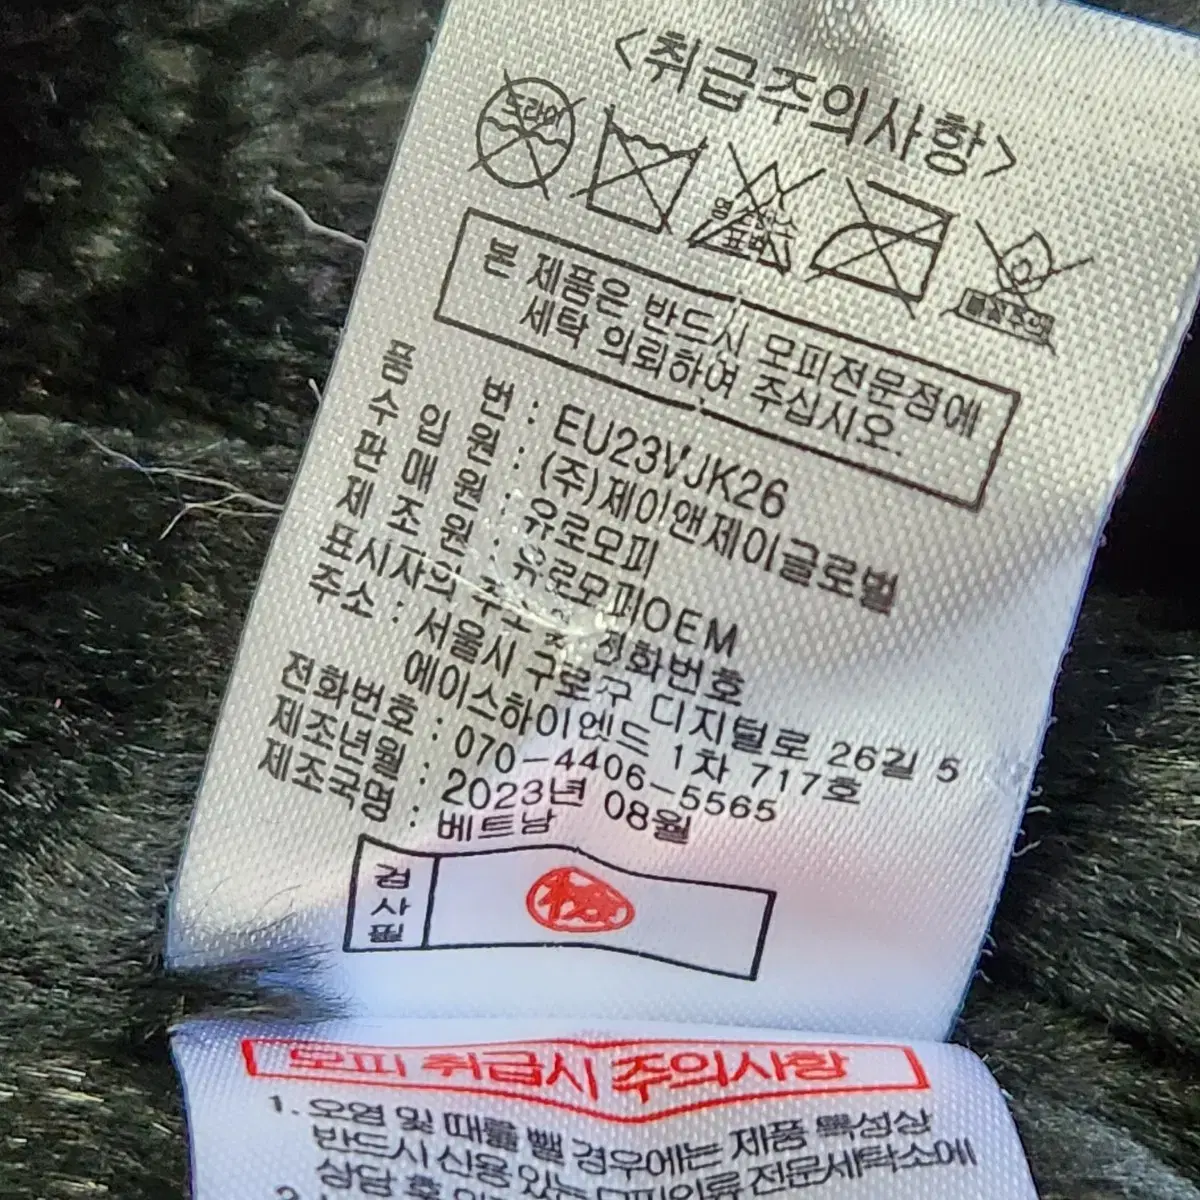 <취급주의사항>
드라이
본 제품은 반드시 모피전문점에
세탁 의뢰하여 주십시오.
품 번 : EU23VJK26
수 입 원 : (주)제이앤제이글로벌
판 매 원 : 유로모피
제 조 원 : 유로모피OEM
표시자의 주소 및 전화번호
주소 : 서울시 구로구 디지털로 26길 5
에이스하이엔드 1차 717호
전화번호 : 070-4406-5565
제조년월 : 2023년 08월
제조국명 : 베트남
검사필
모피 취급시 주의사항
1. 오염 및 때를 뺄 경우에는 제품 특성상
반드시 신용 있는 모피의류 전문세탁소에
상담 후